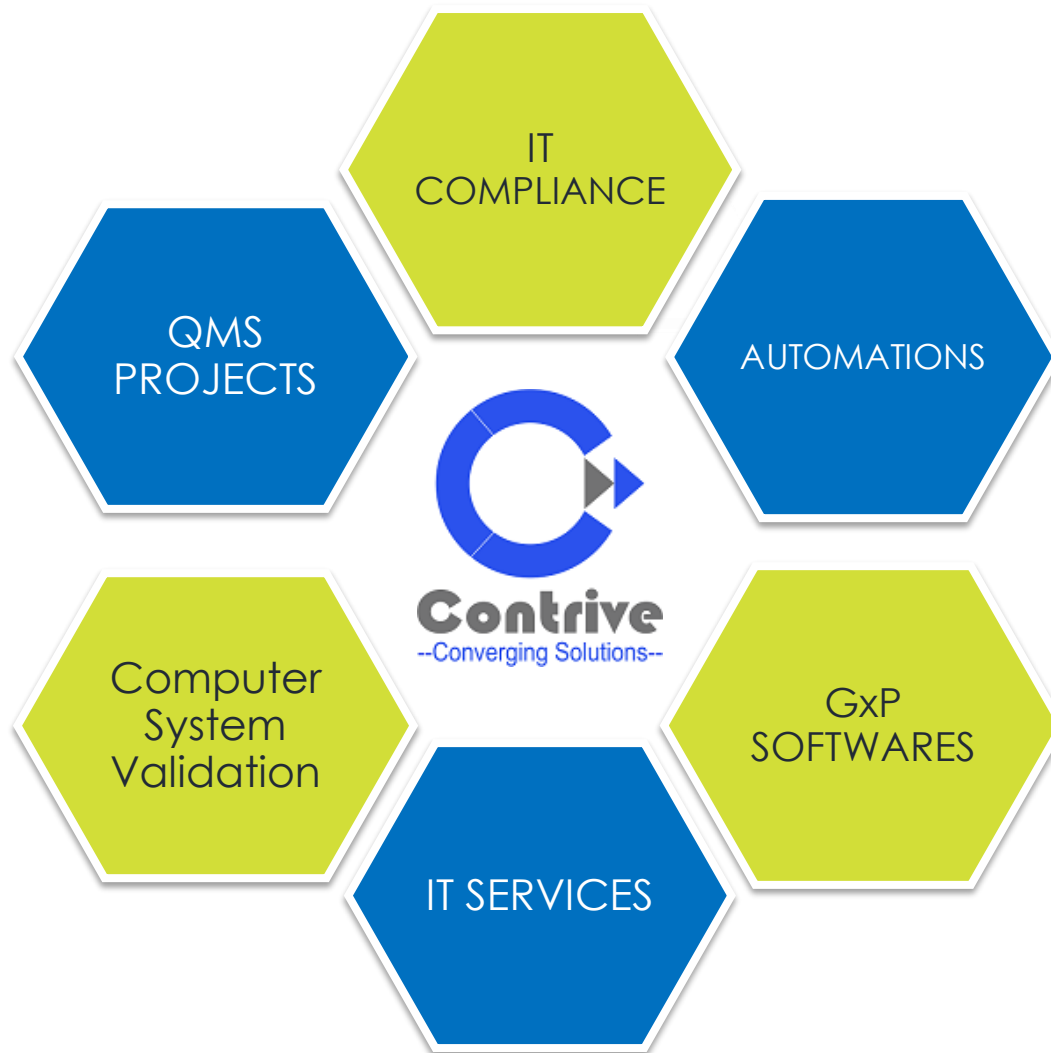 IT
COMPLIANCE
QMS
PROJECTS
AUTOMATIONS
Contrive
--Converging Solutions--
Computer
System
Validation
GxP
SOFTWARES
IT SERVICES